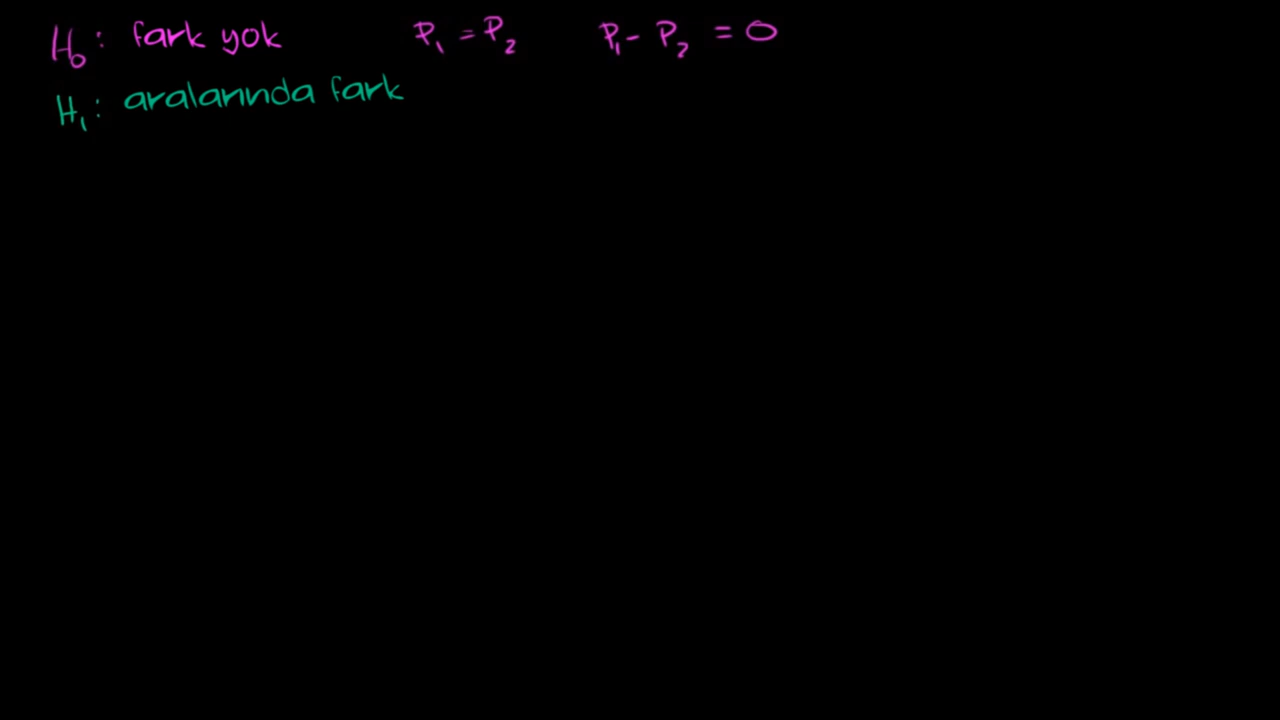 H₀: fark yok P₁ = P₂ P₁ - P₂ = 0
H₁: aralarında fark